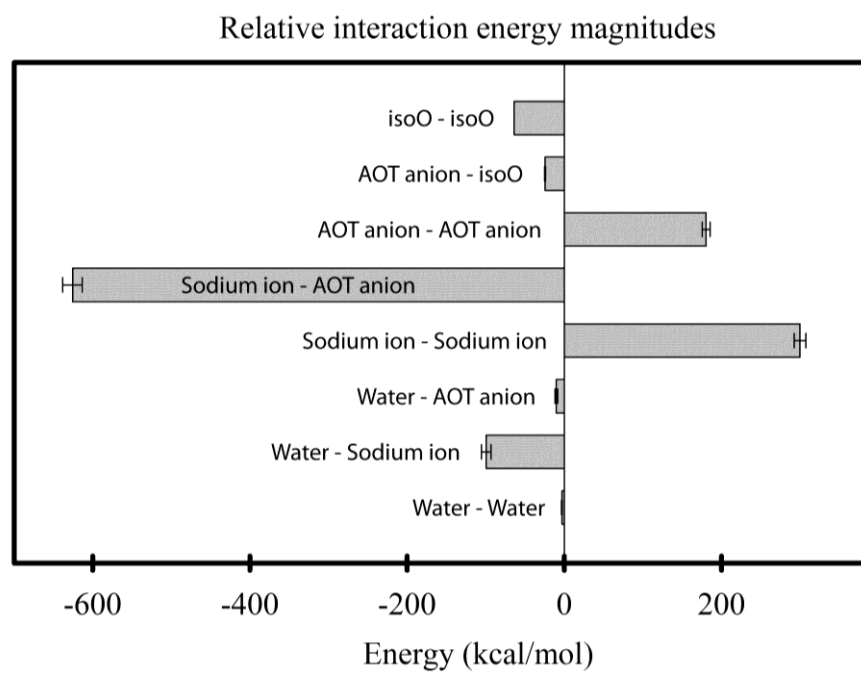 Relative interaction energy magnitudes
isoO - isoO
AOT anion - isoO
AOT anion - AOT anion
Sodium ion - AOT anion
Sodium ion - Sodium ion
Water - AOT anion
Water - Sodium ion
Water - Water
-600 -400 -200 0 200
Energy (kcal/mol)